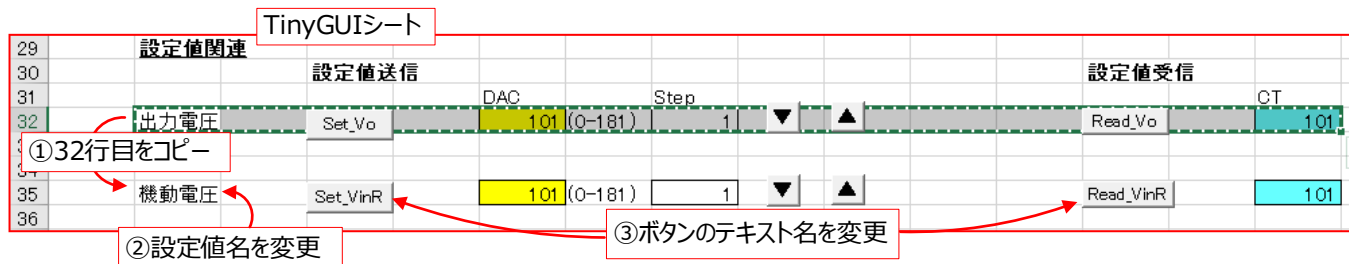 TinyGUIシート
29 設定値関連
30 設定値送信 設定値受信
31 DAC Step CT
32 出力電圧 Set_Vo 101 (0-181) 1 ▼ ▲ Read_Vo 101
①32行目をコピー
35 機動電圧 Set_VinR 101 (0-181) 1 ▼ ▲ Read_VinR 101
36
②設定値名を変更
③ボタンのテキスト名を変更